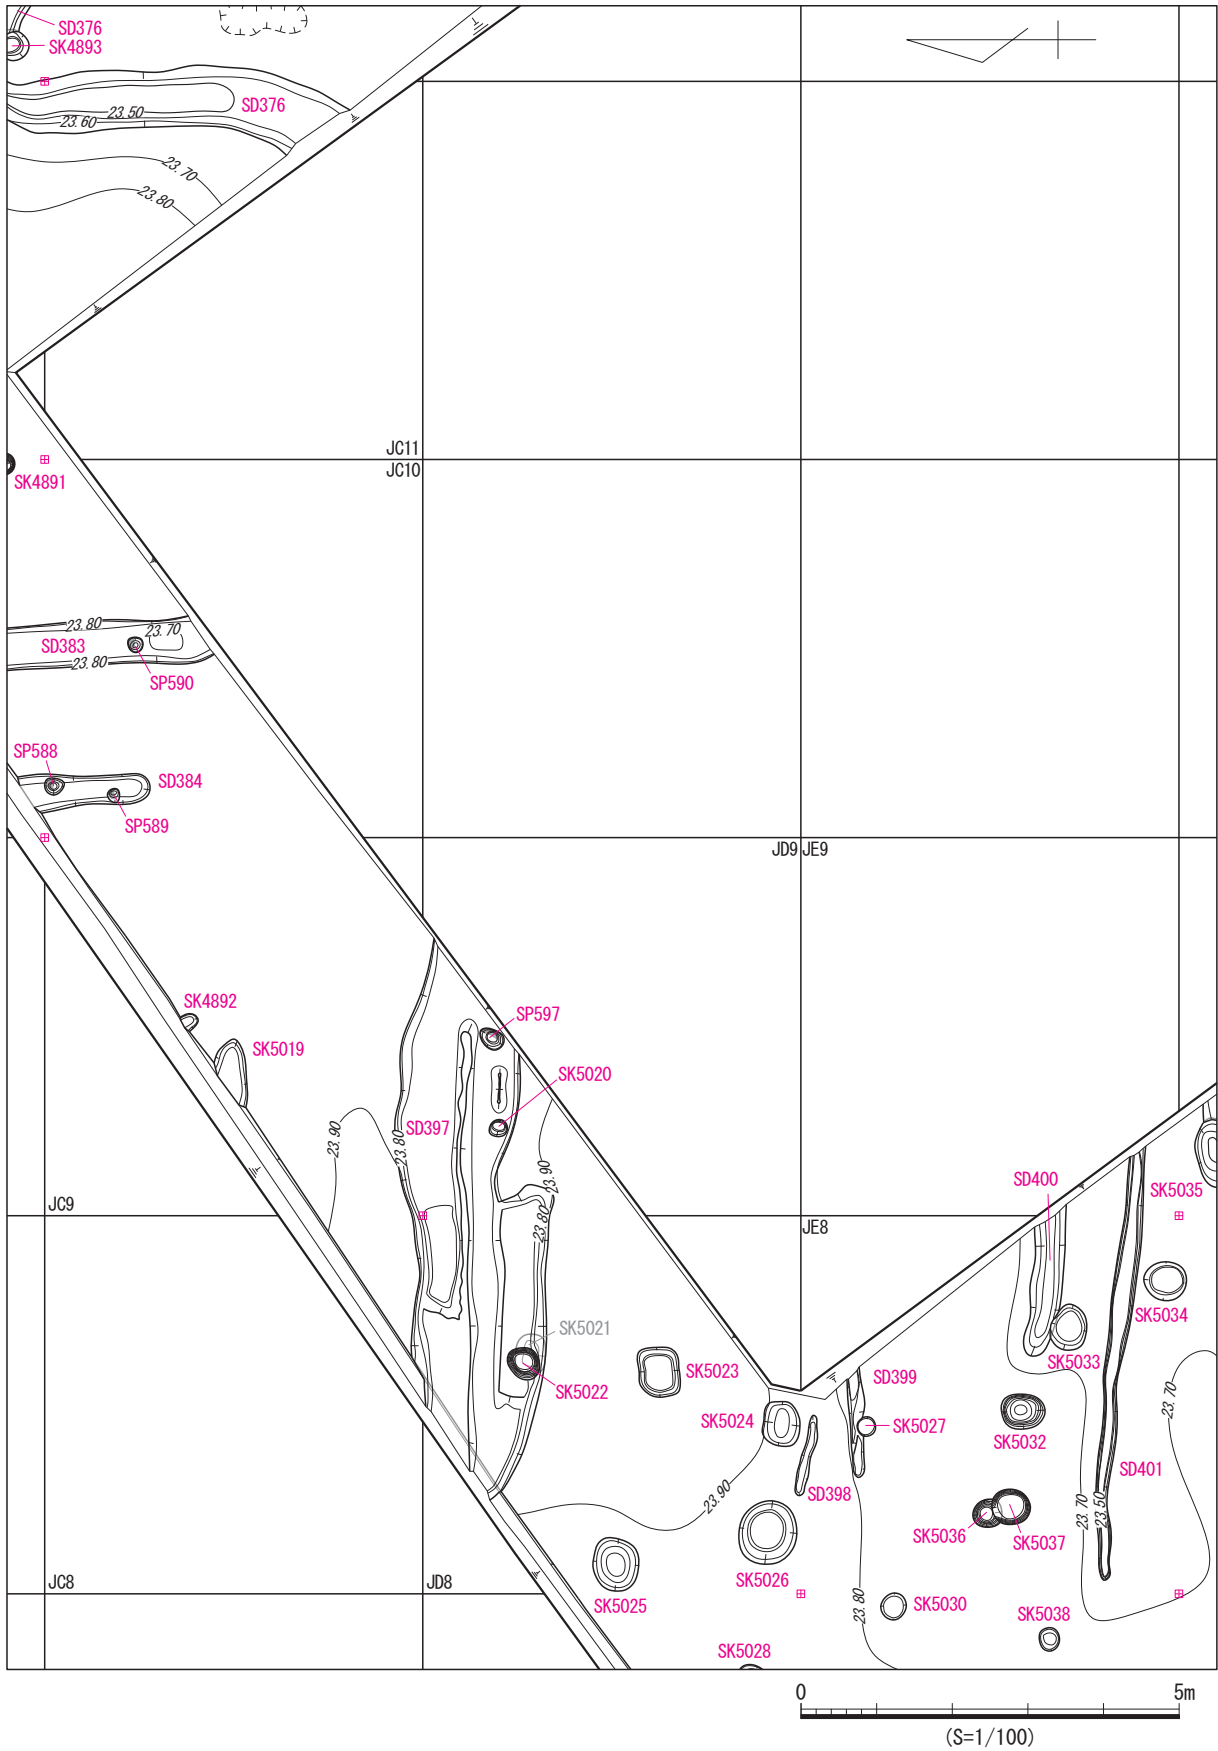 SD376
SK4893
SD376
23.50
23.60
23.70
23.80
JC11
JC10
SK4891
23.80
23.70
SD383
23.80
SP590
SP588
SD384
SP589
JD9 JE9
SK4892
SP597
SK5019
SK5020
SD397
23.90
23.80
23.90
SD400
SK5035
JC9
23.80
JE8
SK5034
SK5021
SK5033
SK5023
SD399
SK5022
23.70
SK5024
SK5027
SK5032
SD401
SD398
23.90
23.70
23.50
SK5036
SK5037
SK5026
JC8
JD8
SK5025
23.80
SK5030
SK5038
SK5028
0 5m
(S=1/100)